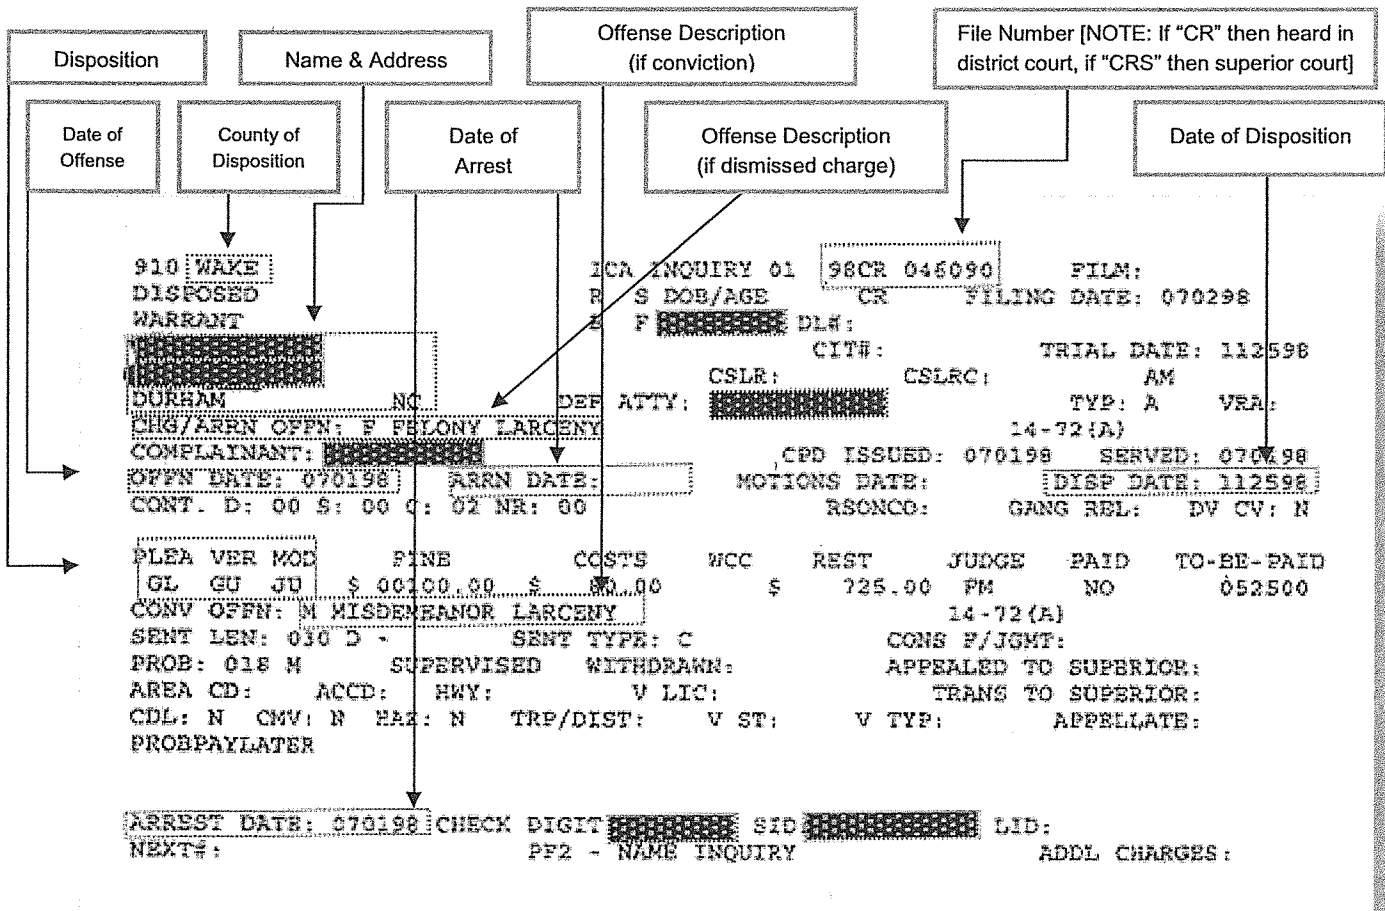 Disposition
Name & Address
Offense Description
(if conviction)
File Number [NOTE: If “CR” then heard in
district court, if “CRS” then superior court]
Date of
Offense
County of
Disposition
Date of
Arrest
Offense Description
(if dismissed charge)
Date of Disposition
910 WAKE ICA INQUIRY 01 98CR 046090 FILM:
DISPOSED R S DOB/AGE CR FILING DATE: 070298
WARRANT B F DL#:
CIT#: TRIAL DATE: 112598
CSLR: CSLRC: AM
DURHAM NC DEF ATTY: TYP: A VRA:
CHG/ARRN OFFN: F FELONY LARCENY 14-72(A)
COMPLAINANT: CPD ISSUED: 070198 SERVED: 070198
OFFN DATE: 070198 ARRN DATE: MOTIONS DATE: DISP DATE: 112598
CONT. D: 00 S: 00 C: 02 NR: 00 RSONCO: GANG REL: DV CV: N
PLEA VER MOD FINE COSTS WCC REST JUDGE PAID TO-BE-PAID
GL GU JU $ 00100.00 $ 80.00 $ 725.00 PM NO 052500
CONV OFFN: M MISDEMEANOR LARCENY 14-72(A)
SENT LEN: 030 D - SENT TYPE: C CONS F/JGMT:
PROB: 018 M SUPERVISED WITHDRAWN: APPEALED TO SUPERIOR:
AREA CD: ACCD: HWY: V LIC: TRANS TO SUPERIOR:
CDL: N CMV: N HAZ: N TRP/DIST: V ST: V TYP: APPELLATE:
PROBPAYLATER
ARREST DATE: 070198 CHECK DIGIT SID LID:
NEXT#: PF2 - NAME INQUIRY ADDL CHARGES: